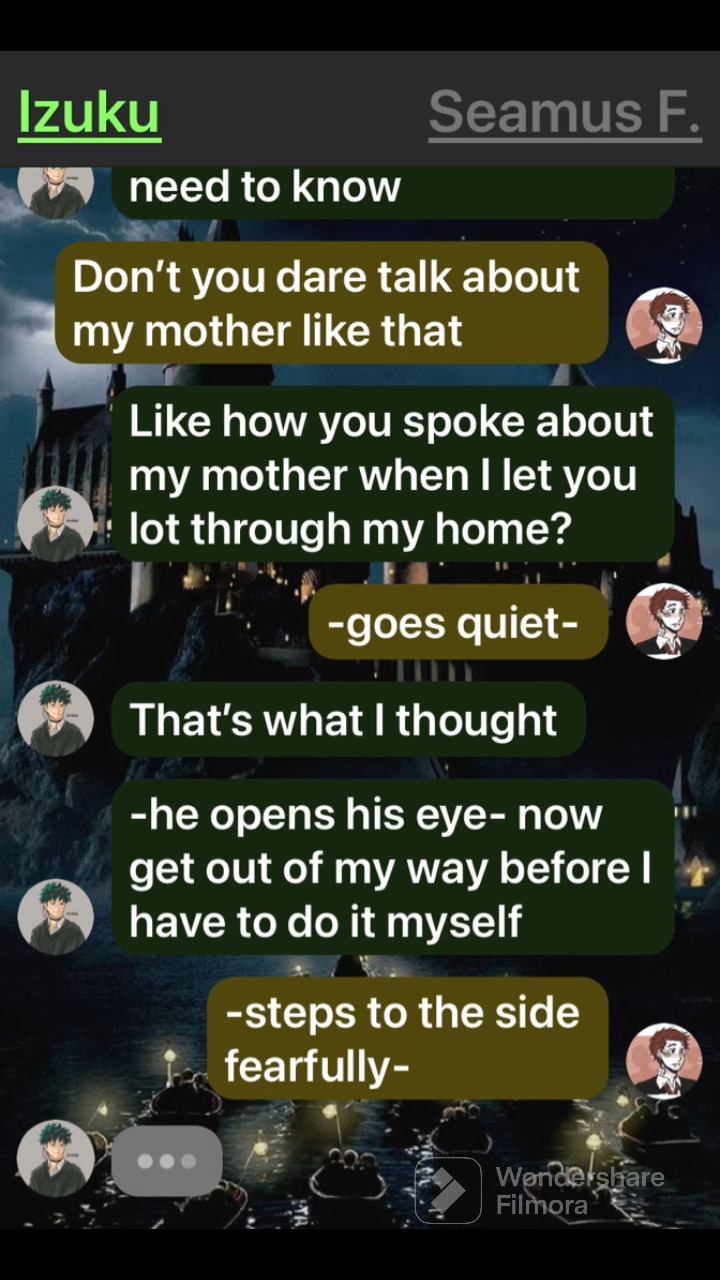 Izuku
Seamus F.
need to know
Don’t you dare talk about
my mother like that
Like how you spoke about
my mother when I let you
lot through my home?
-goes quiet-
That’s what I thought
-he opens his eye- now
get out of my way before I
have to do it myself
-steps to the side
fearfully-
Wondershare
Filmora